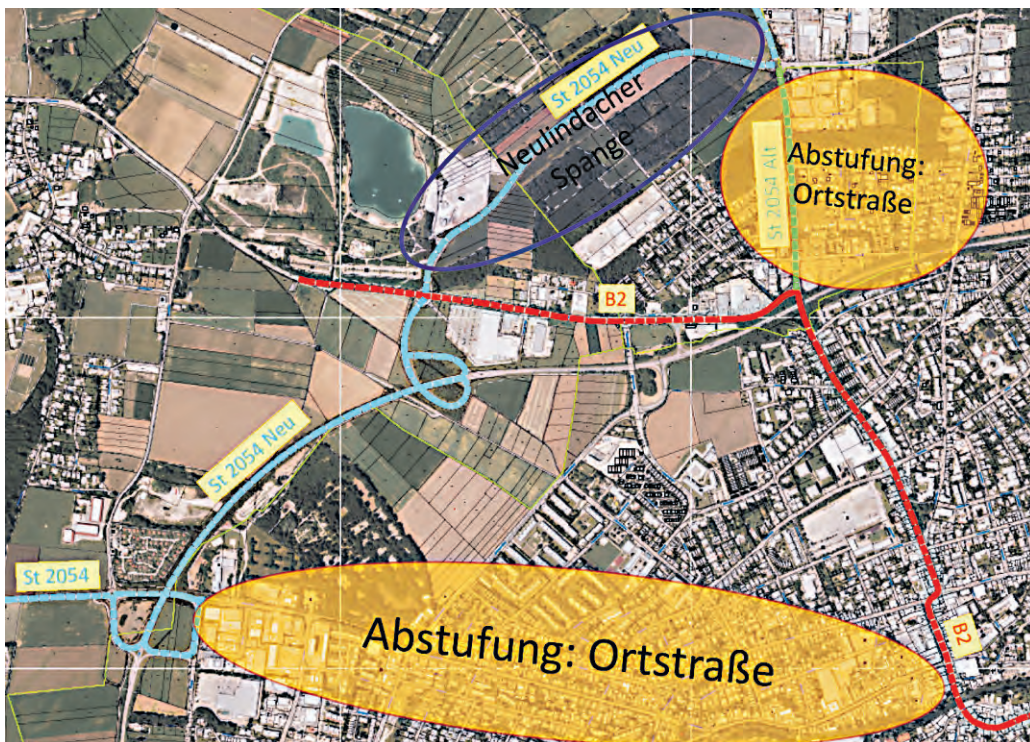 St 2054 Neu
Neulindacher
Spange
St 2054 Alt
Abstufung:
Ortstraße
B2
St 2054 Neu
St 2054
Abstufung: Ortstraße
B2